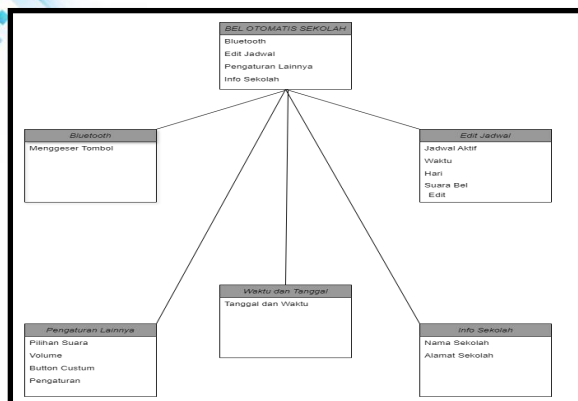 BEL OTOMATIS SEKOLAH
Bluetooth
Edit Jadwal
Pengaturan Lainnya
Info Sekolah
Bluetooth
Menggeser Tombol
Edit Jadwal
Jadwal Aktif
Waktu
Hari
Suara Bel
Edit
Waktu dan Tanggal
Tanggal dan Waktu
Pengaturan Lainnya
Pilihan Suara
Volume
Button Custum
Pengaturan
Info Sekolah
Nama Sekolah
Alamat Sekolah